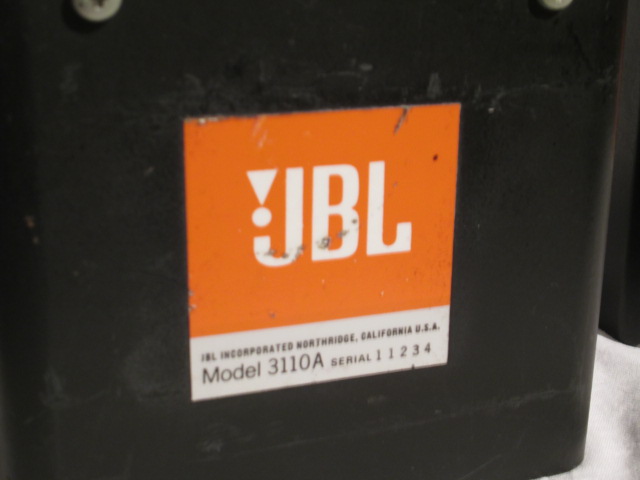 JBL
JBL INCORPORATED NORTHRIDGE, CALIFORNIA U.S.A.
Model 3110A SERIAL 11234